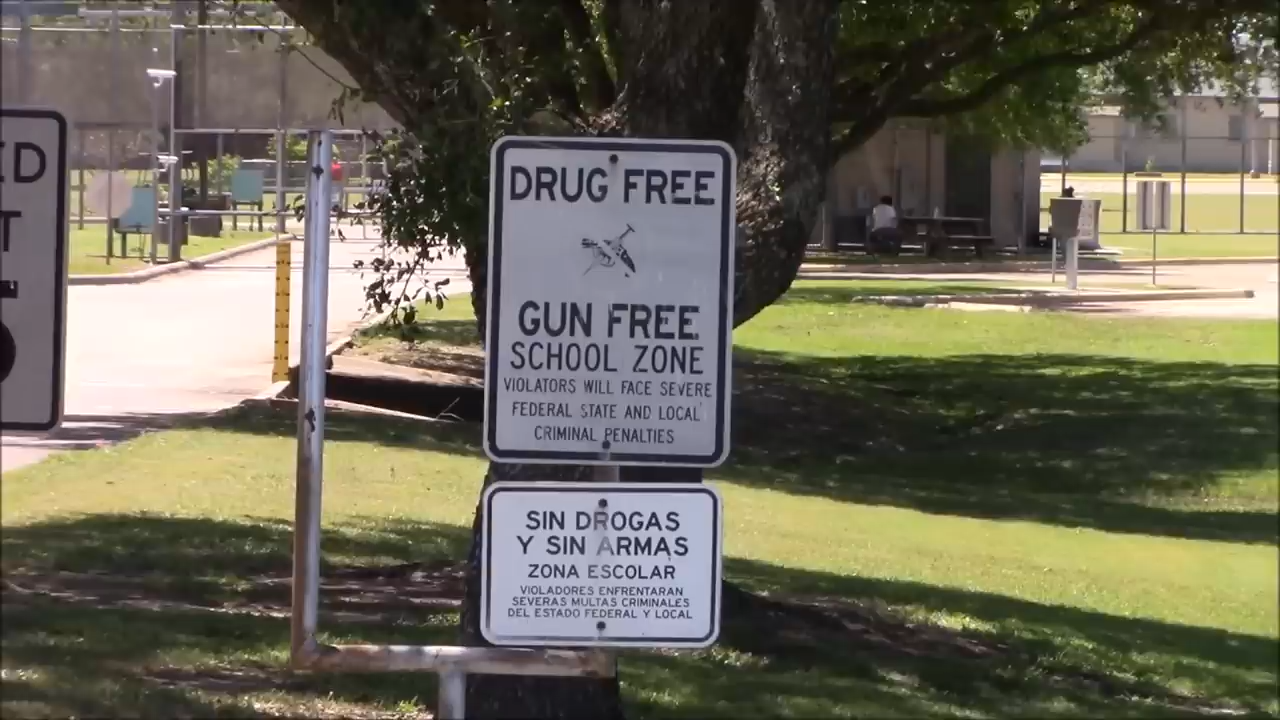 ED
T
DRUG FREE
GUN FREE
SCHOOL ZONE
VIOLATORS WILL FACE SEVERE
FEDERAL STATE AND LOCAL
CRIMINAL PENALTIES
SIN DROGAS
Y SIN ARMAS
ZONA ESCOLAR
VIOLADORES ENFRENTARAN
SEVERAS MULTAS CRIMINALES
DEL ESTADO FEDERAL Y LOCAL